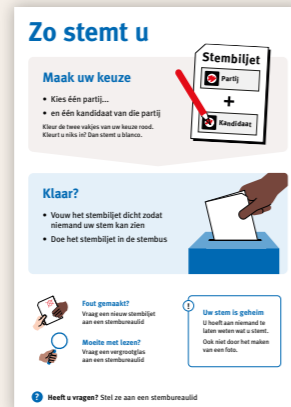 Zo stemt u
Maak uw keuze
• Kies één partij...
• en één kandidaat van die partij
Kleur de twee vakjes van uw keuze rood.
Kleurt u niks in? Dan stemt u blanco.
Stembiljet
Partij
+
Kandidaat
Klaar?
• Vouw het stembiljet dicht zodat
niemand uw stem kan zien
• Doe het stembiljet in de stembus
Fout gemaakt?
Vraag een nieuw stembiljet
aan een stembureaulid
Moeite met lezen?
Vraag een vergrootglas
aan een stembureaulid
!
Uw stem is geheim
U hoeft aan niemand te
laten weten wat u stemt.
Ook niet door het maken
van een foto.
? Heeft u vragen? Stel ze aan een stembureaulid